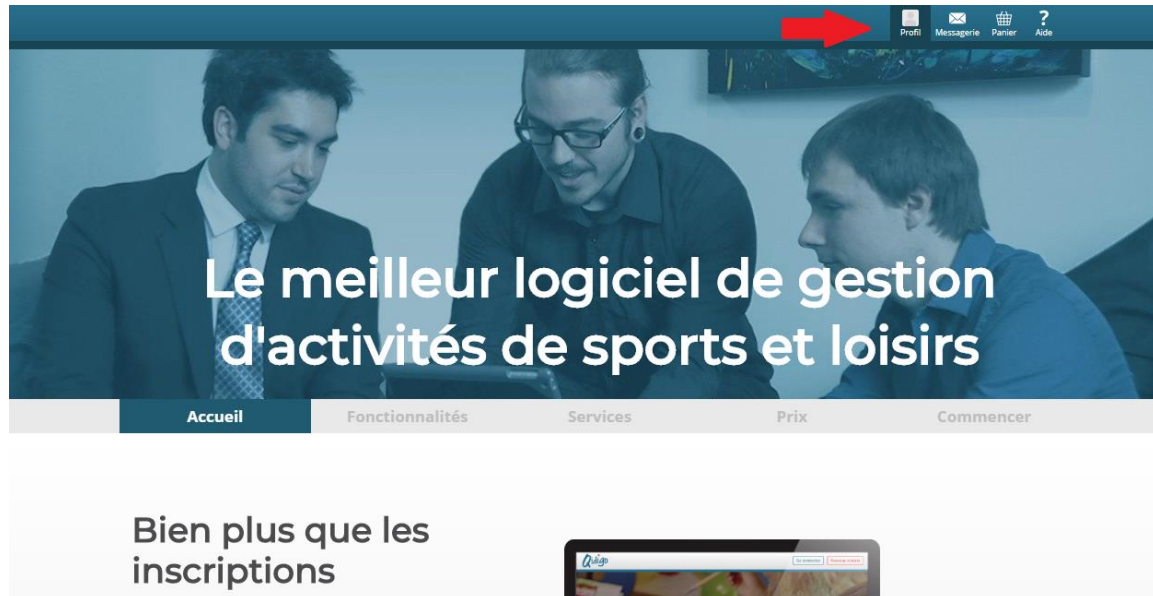 Profil Messagerie Panier ? Aide
Le meilleur logiciel de gestion
d'activités de sports et loisirs
Accueil Fonctionnalités Services Prix Commencer
Bien plus que les
inscriptions
Qidigo